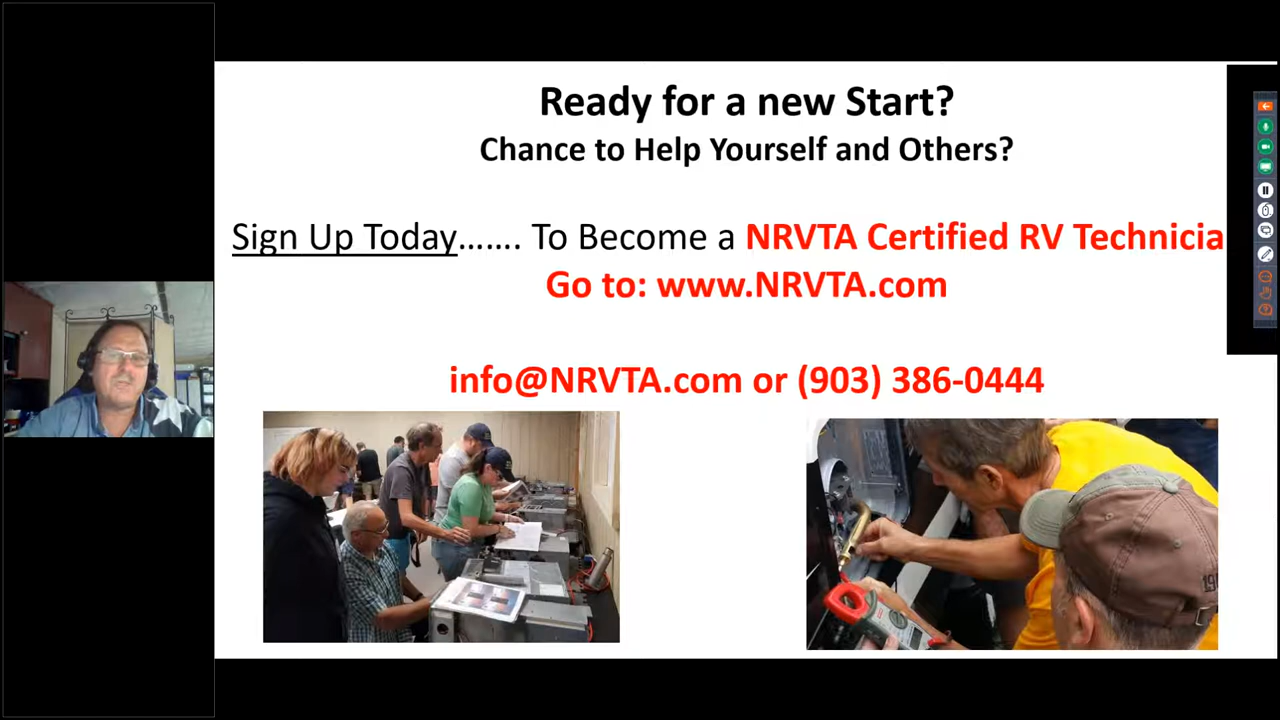 Ready for a new Start?
Chance to Help Yourself and Others?
Sign Up Today....... To Become a NRVTA Certified RV Technicia
Go to: www.NRVTA.com
info@NRVTA.com or (903) 386-0444